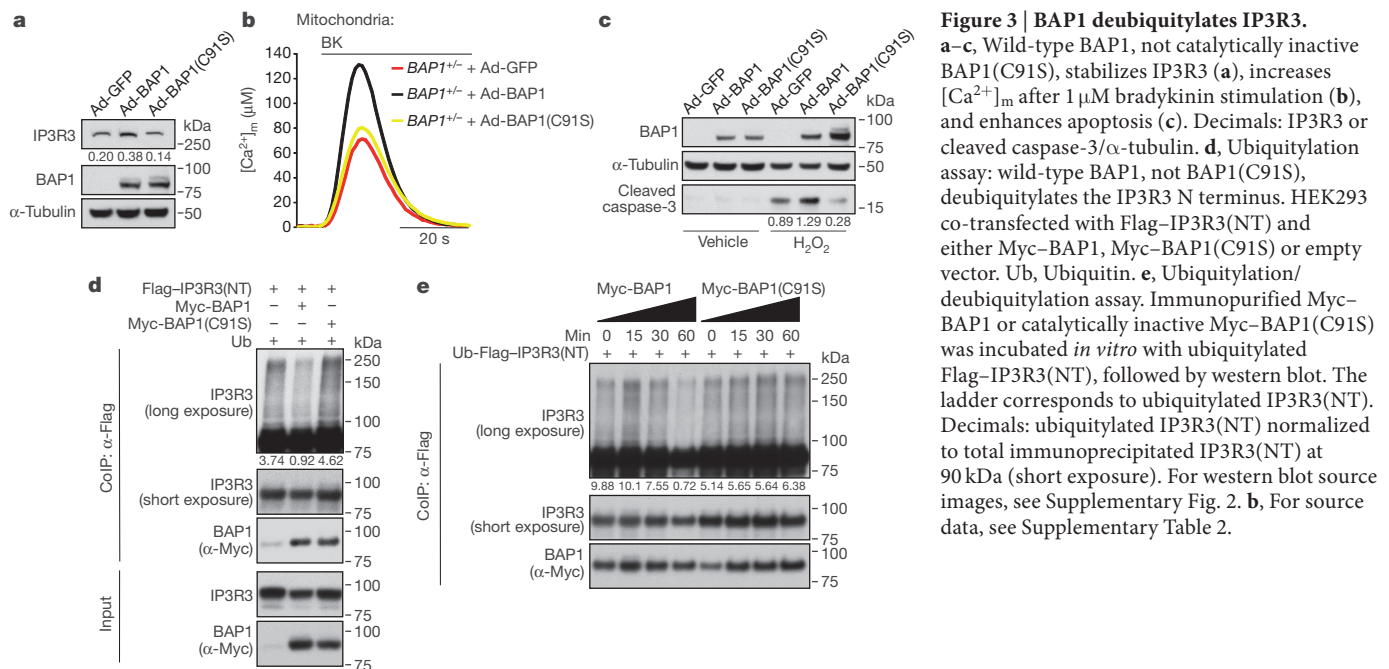 a
Ad-GFP
Ad-BAP1
Ad-BAP1(C91S)
kDa
IP3R3
250
0.20 0.38 0.14
BAP1
75
α-Tubulin
50
b
Mitochondria:
BK
140
120
100
80
60
40
20
0
[Ca2+]m (μM)
BAP1+/− + Ad-GFP
BAP1+/− + Ad-BAP1
BAP1+/− + Ad-BAP1(C91S)
20 s
c
Ad-GFP
Ad-BAP1
Ad-BAP1(C91S)
Ad-GFP
Ad-BAP1
Ad-BAP1(C91S)
kDa
BAP1
100
75
α-Tubulin
50
Cleaved
caspase-3
15
0.89 1.29 0.28
Vehicle
H2O2
d
Flag–IP3R3(NT) + + +
Myc-BAP1 − + −
Myc-BAP1(C91S) − − +
Ub + + +
kDa
250
150
IP3R3
(long exposure)
100
75
3.74 0.92 4.62
IP3R3
(short exposure)
100
75
BAP1
(α-Myc)
100
75
CoIP: α-Flag
IP3R3
100
75
BAP1
(α-Myc)
100
75
Input
e
Myc-BAP1 Myc-BAP1(C91S)
Min 0 15 30 60 0 15 30 60
Ub-Flag–IP3R3(NT) + + + + + + + +
kDa
250
150
IP3R3
(long exposure)
100
75
9.88 10.1 7.55 0.72 5.14 5.65 5.64 6.38
IP3R3
(short exposure)
100
75
BAP1
(α-Myc)
100
75
CoIP: α-Flag
Figure 3 | BAP1 deubiquitylates IP3R3.
a–c, Wild-type BAP1, not catalytically inactive
BAP1(C91S), stabilizes IP3R3 (a), increases
[Ca2+]m after 1 μM bradykinin stimulation (b),
and enhances apoptosis (c). Decimals: IP3R3 or
cleaved caspase-3/α-tubulin. d, Ubiquitylation
assay: wild-type BAP1, not BAP1(C91S),
deubiquitylates the IP3R3 N terminus. HEK293
co-transfected with Flag–IP3R3(NT) and
either Myc–BAP1, Myc–BAP1(C91S) or empty
vector. Ub, Ubiquitin. e, Ubiquitylation/
deubiquitylation assay. Immunopurified Myc–
BAP1 or catalytically inactive Myc–BAP1(C91S)
was incubated in vitro with ubiquitylated
Flag–IP3R3(NT), followed by western blot. The
ladder corresponds to ubiquitylated IP3R3(NT).
Decimals: ubiquitylated IP3R3(NT) normalized
to total immunoprecipitated IP3R3(NT) at
90 kDa (short exposure). For western blot source
images, see Supplementary Fig. 2. b, For source
data, see Supplementary Table 2.